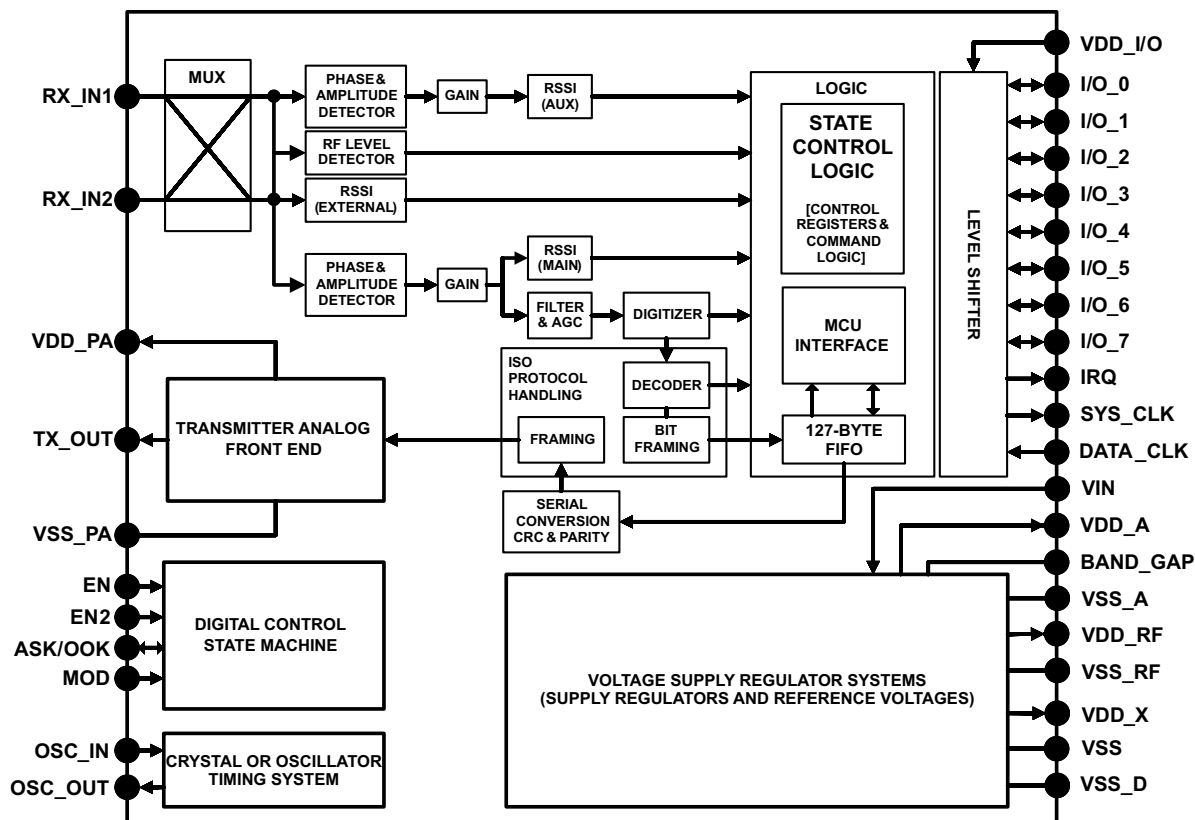 RX_IN1
RX_IN2
VDD_PA
TX_OUT
VSS_PA
EN
EN2
ASK/OOK
MOD
OSC_IN
OSC_OUT
MUX
PHASE &
AMPLITUDE
DETECTOR
GAIN
RSSI
(AUX)
RF LEVEL
DETECTOR
RSSI
(EXTERNAL)
PHASE &
AMPLITUDE
DETECTOR
GAIN
RSSI
(MAIN)
FILTER
& AGC
DIGITIZER
ISO
PROTOCOL
HANDLING
DECODER
FRAMING
BIT
FRAMING
SERIAL
CONVERSION
CRC & PARITY
TRANSMITTER ANALOG
FRONT END
DIGITAL CONTROL
STATE MACHINE
CRYSTAL OR OSCILLATOR
TIMING SYSTEM
LOGIC
STATE
CONTROL
LOGIC
[CONTROL
REGISTERS &
COMMAND
LOGIC]
MCU
INTERFACE
127-BYTE
FIFO
LEVEL SHIFTER
VOLTAGE SUPPLY REGULATOR SYSTEMS
(SUPPLY REGULATORS AND REFERENCE VOLTAGES)
VDD_I/O
I/O_0
I/O_1
I/O_2
I/O_3
I/O_4
I/O_5
I/O_6
I/O_7
IRQ
SYS_CLK
DATA_CLK
VIN
VDD_A
BAND_GAP
VSS_A
VDD_RF
VSS_RF
VDD_X
VSS
VSS_D